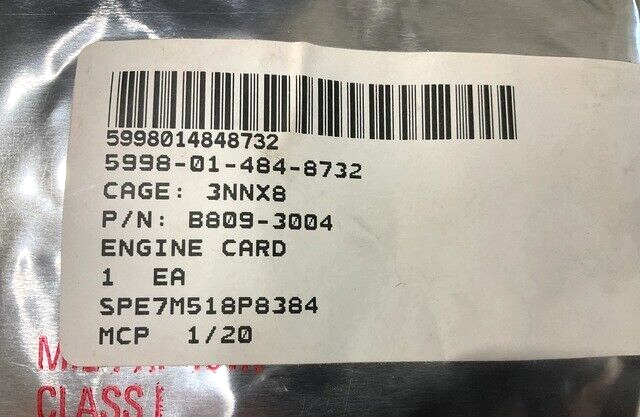 5998014848732
5998-01-484-8732
CAGE: 3NNX8
P/N: B809-3004
ENGINE CARD
1 EA
SPE7M518P8384
MCP 1/20
CLASS I